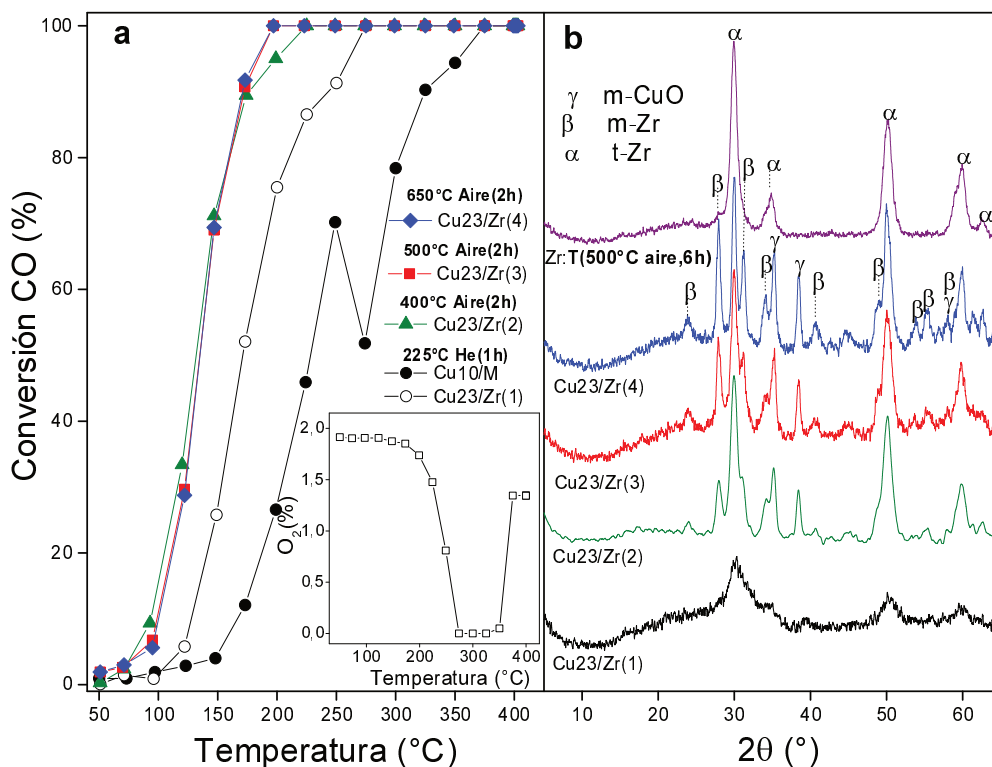 a
Conversión CO (%)
100
80
60
40
20
0
650°C Aire(2h)
Cu23/Zr(4)
500°C Aire(2h)
Cu23/Zr(3)
400°C Aire(2h)
Cu23/Zr(2)
225°C He(1h)
Cu10/M
Cu23/Zr(1)
O2(%)
2,0
1,5
1,0
0,5
0,0
100 200 300 400
Temperatura (°C)
50 100 150 200 250 300 350 400
Temperatura (°C)
b
γ m-CuO
β m-Zr
α t-Zr
α
β β α α α α
Zr:T(500°C aire,6h)
β β γ γ β β β β β γ
Cu23/Zr(4)
Cu23/Zr(3)
Cu23/Zr(2)
Cu23/Zr(1)
10 20 30 40 50 60
2θ (°)